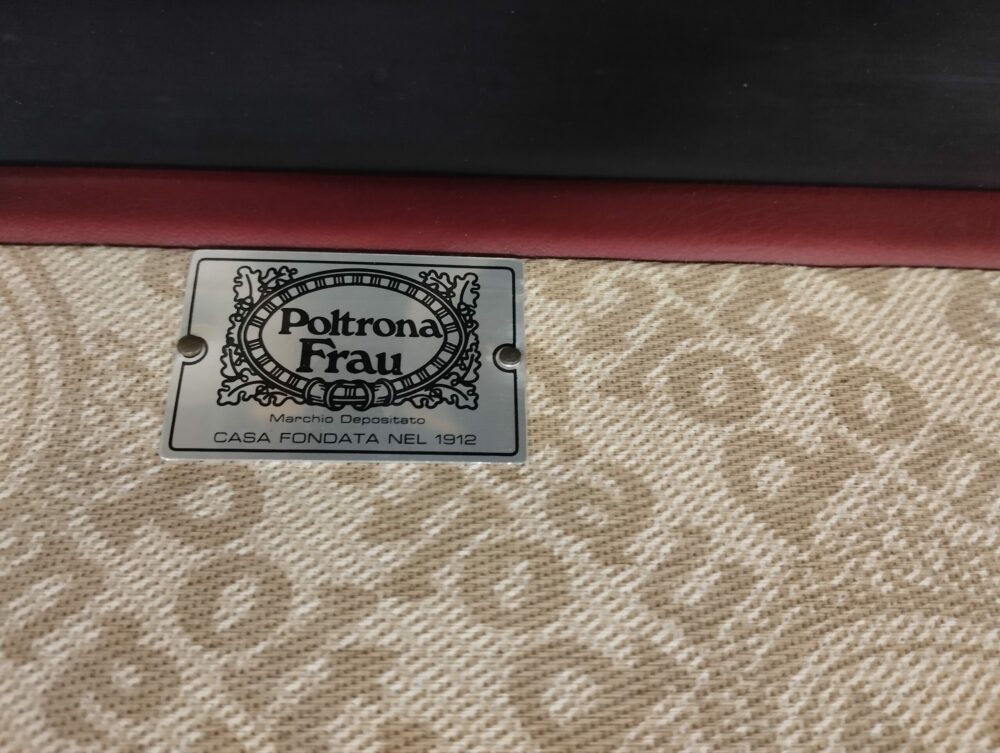 Poltrona
Frau
Marchio Depositato
CASA FONDATA NEL 1912